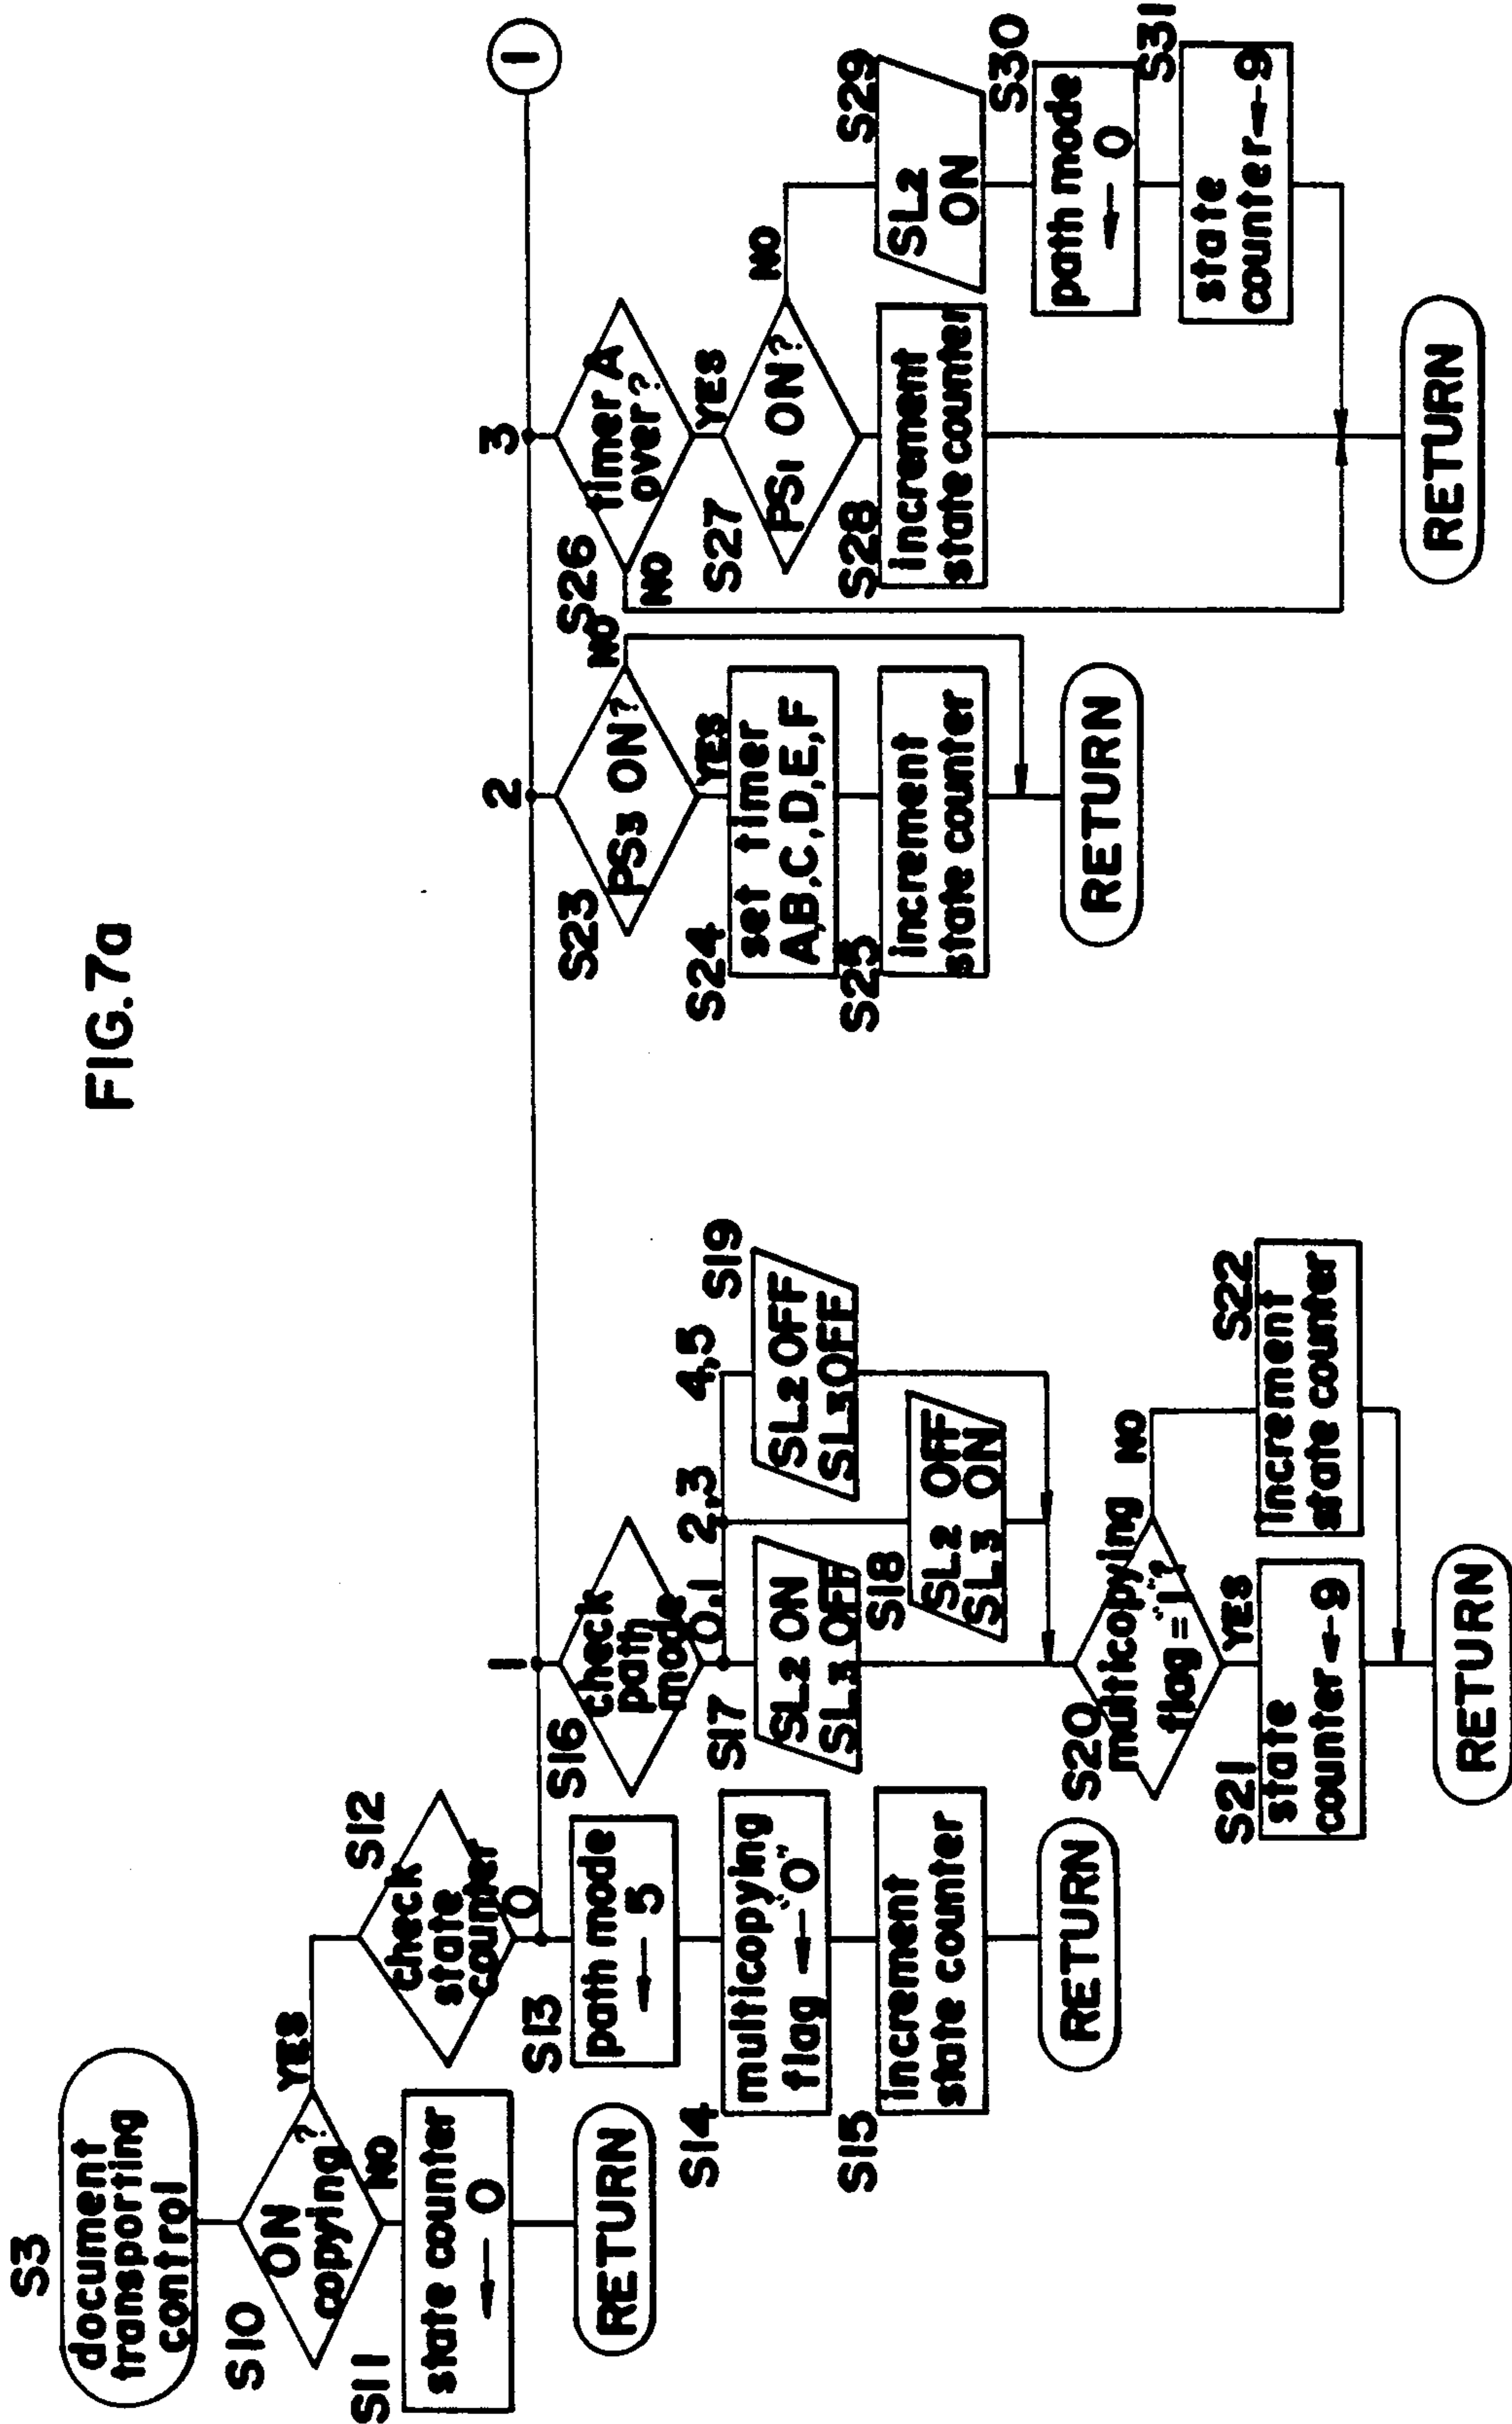 FIG.7a
S3
document
transporting
control
S10
ON
copying?
YES
NO
S11
state counter
← 0
RETURN
S12
check
state
counter
0
S13
path mode
← 5
S14
multicopying
flag ← "0"
S15
increment
state counter
RETURN
1
S16
check
path
mode
0,1
2,3
4,5
S17
SL2 ON
SL3 OFF
S18
SL2 OFF
SL3 ON
S19
SL2 OFF
SL3 OFF
S20
multicopying
flag = "1"?
YES
NO
S21
state
counter ← 9
S22
increment
state counter
RETURN
2
S23
PS3 ON?
NO
YES
S24
set timer
A,B,C,D,E,F
S25
increment
state counter
RETURN
3
S26
timer A
over?
NO
YES
S27
PS1 ON?
NO
S28
increment
state counter
S29
SL2
ON
S30
path mode
← 0
S31
state
counter ← 9
RETURN
1